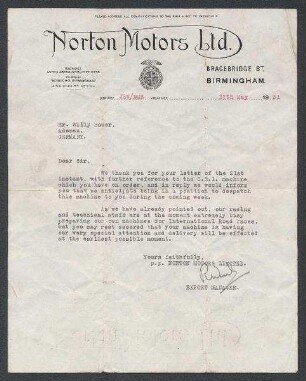 Norton Motors Ltd.
BRACEBRIDGE ST.
BIRMINGHAM.
Mr. Willy
GERMANY.
Dear Sir,
We thank you for your letter of the 21st
instant, with further reference to the machine
which you have on order, and in reply we would inform
you that we anticipate being in a position to despatch
this machine to you during the coming week.
As we have already pointed out, our racing
and technical staff are at the moment extremely busy
preparing our own machines for International Road races,
but you may rest assured that your machine is having
our very special attention and delivery will be effected
at the earliest possible moment.
Yours faithfully,
p.p. NORTON MOTORS LIMITED.
EXPORT MANAGER.